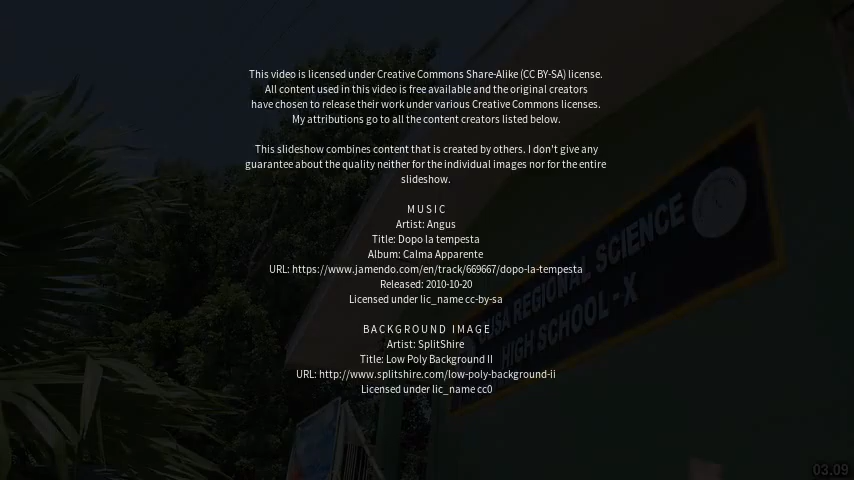 This video is licensed under Creative Commons Share-Alike (CC BY-SA) license.
All content used in this video is free available and the original creators
have chosen to release their work under various Creative Commons licenses.
My attributions go to all the content creators listed below.
This slideshow combines content that is created by others. I don't give any
guarantee about the quality neither for the individual images nor for the entire
slideshow.
MUSIC
Artist: Angus
Title: Dopo la tempesta
Album: Calma Apparente
URL: https://www.jamendo.com/en/track/669667/dopo-la-tempesta
Released: 2010-10-20
Licensed under lic_name cc-by-sa
BACKGROUND IMAGE
Artist: SplitShire
Title: Low Poly Background II
URL: http://www.splitshire.com/low-poly-background-ii
Licensed under lic_name cc0
REGIONAL SCIENCE
HIGH SCHOOL - X
03.09